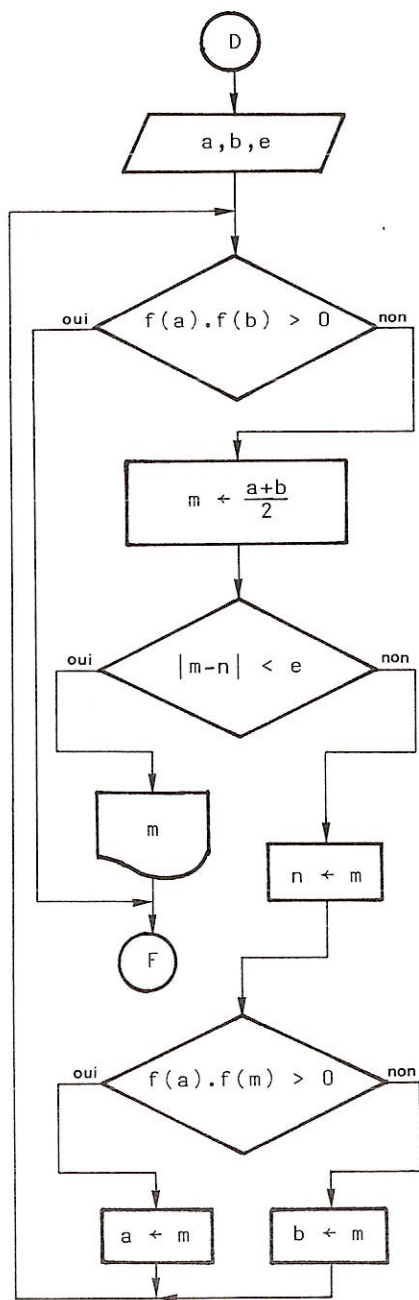 D
a,b,e
oui
f(a).f(b) > 0
non
m ← a+b
2
oui
|m-n| < e
non
m
n ← m
F
oui
f(a).f(m) > 0
non
a ← m
b ← m